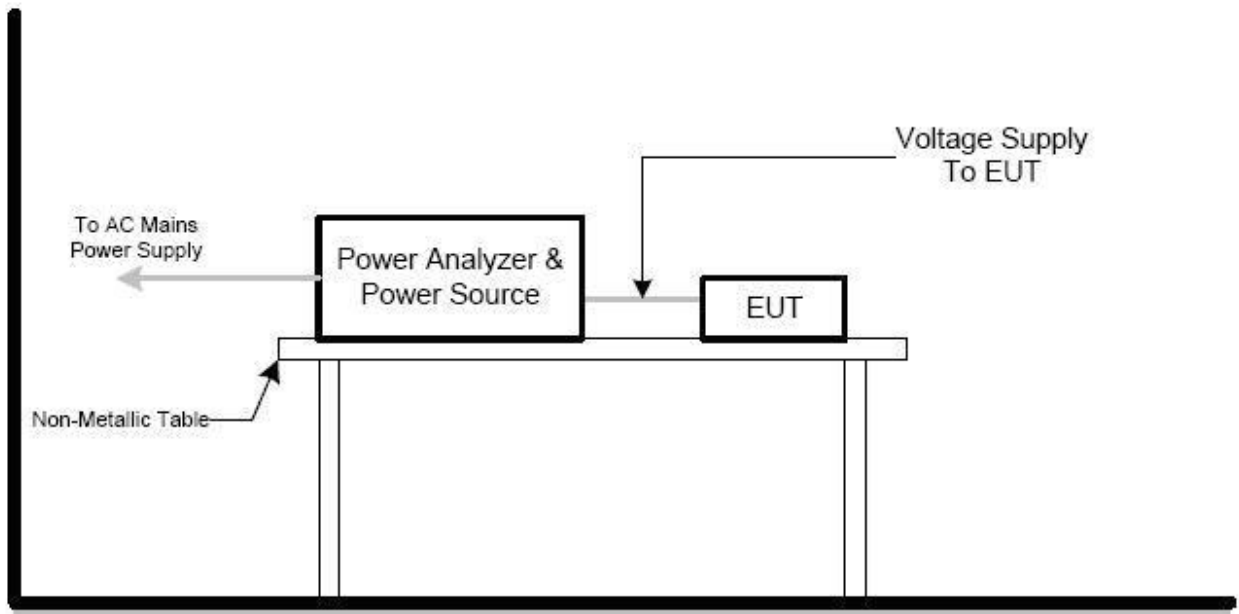 Voltage Supply
To EUT
To AC Mains
Power Supply
Power Analyzer &
Power Source
EUT
Non-Metallic Table